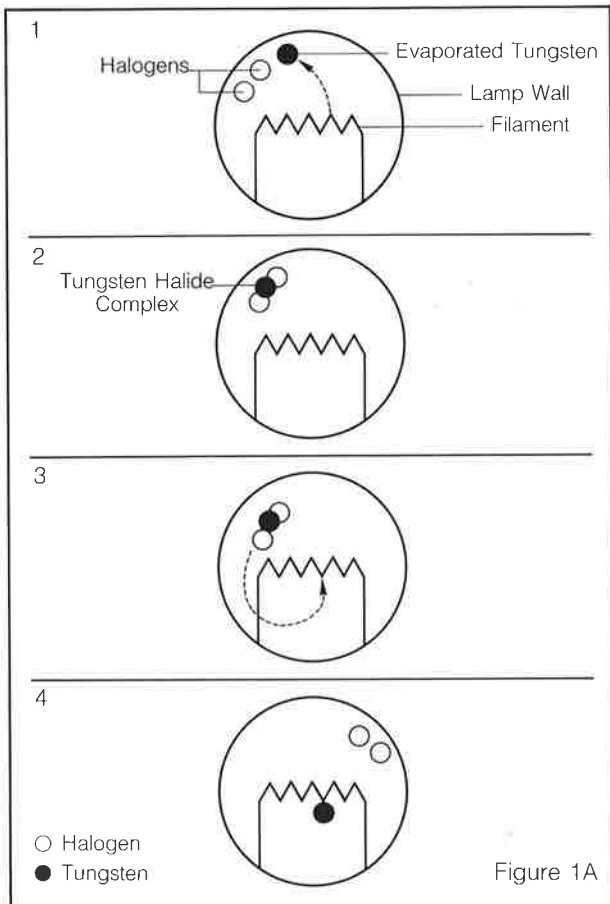 1
Halogens
Evaporated Tungsten
Lamp Wall
Filament
2
Tungsten Halide
Complex
3
4
Halogen
Tungsten
Figure 1A